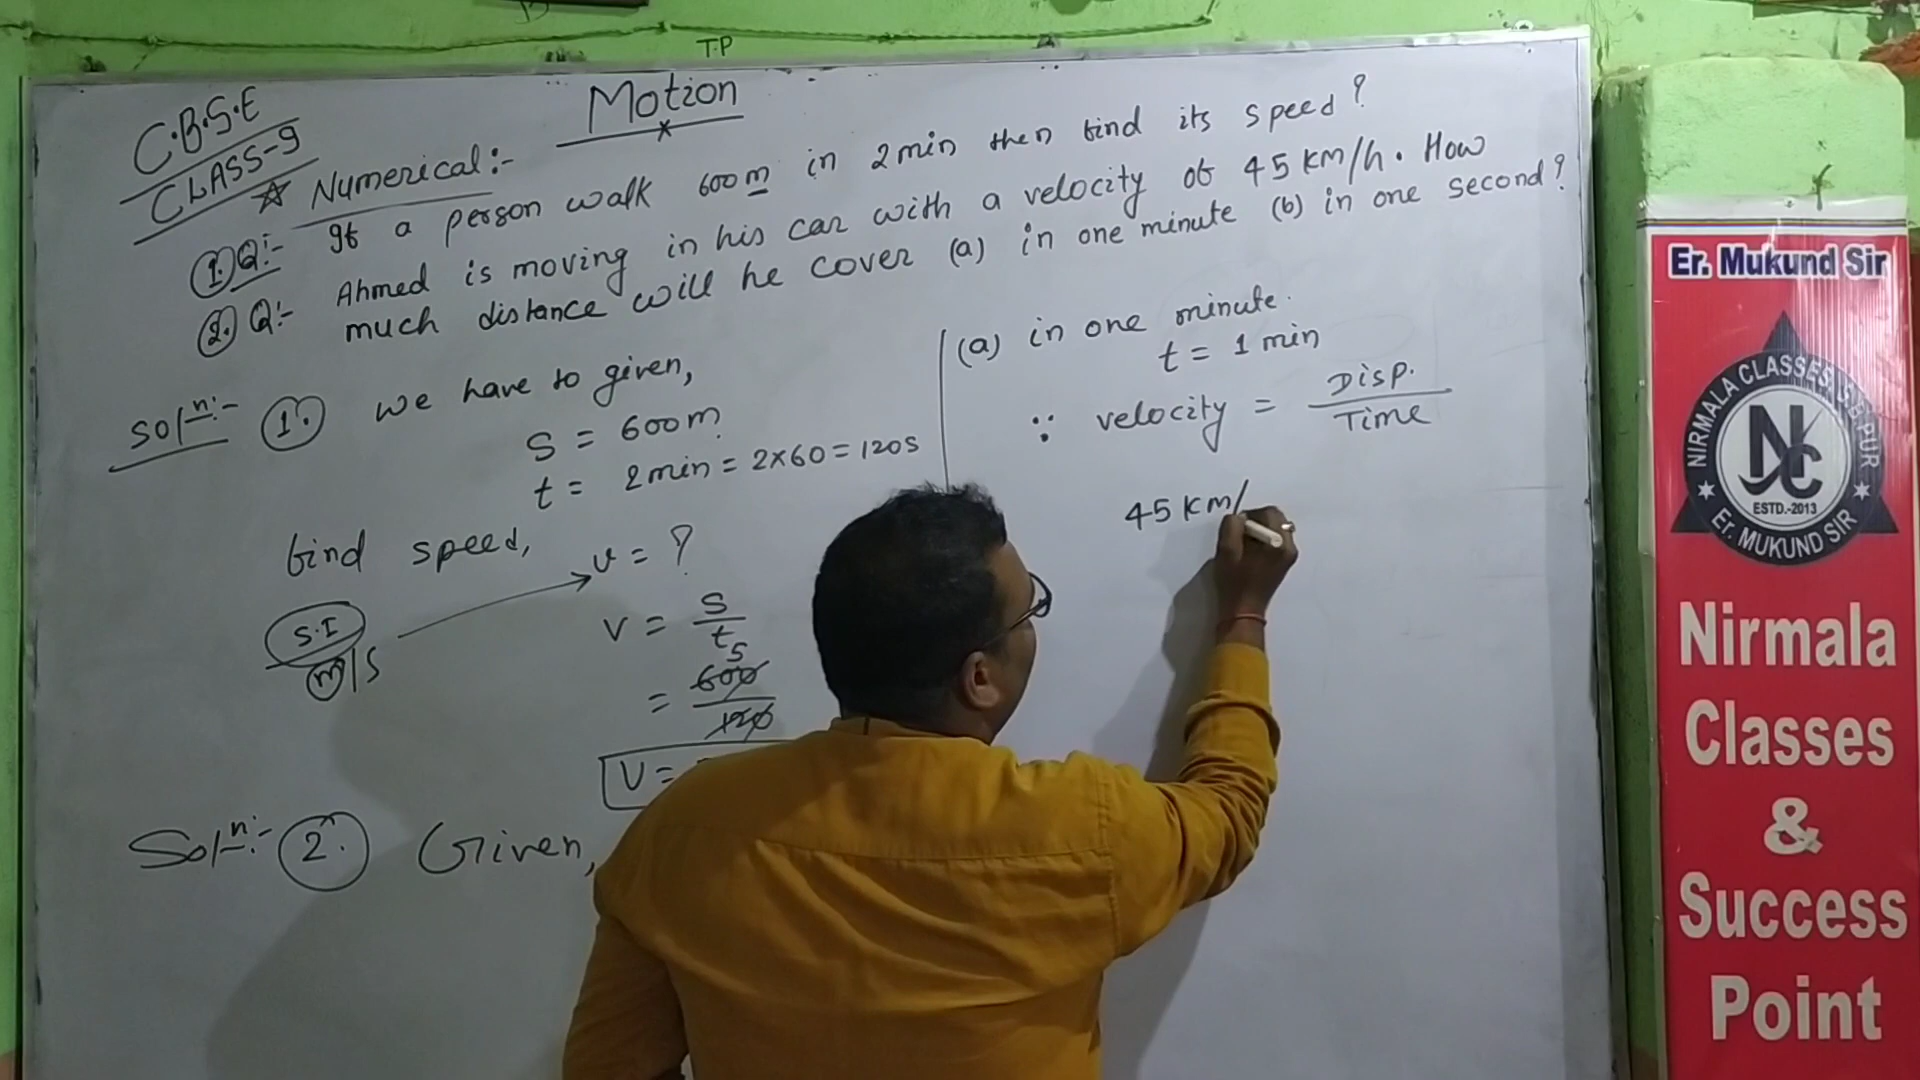 T.P
C.B.S.E
CLASS-9
Motion
Numerical:-
1. Q:- If a person walk 600m in 2min then find its speed?
2. Q:- Ahmed is moving in his car with a velocity of 45 km/h. How
much distance will he cover (a) in one minute (b) in one second?
Solⁿ:- 1. We have to given,
S = 600m
t = 2min = 2×60 = 120s
find speed,
v = ?
S.I
m/s
v = s/t
5
= 600/120
V =
Solⁿ:- 2. Given,
(a) in one minute.
t = 1 min
∵ velocity = Disp./Time
45 km/
Er. Mukund Sir
NIRMALA CLASSES, S.B.PUR
NC
ESTD.-2013
Er. MUKUND SIR
Nirmala
Classes
&
Success
Point